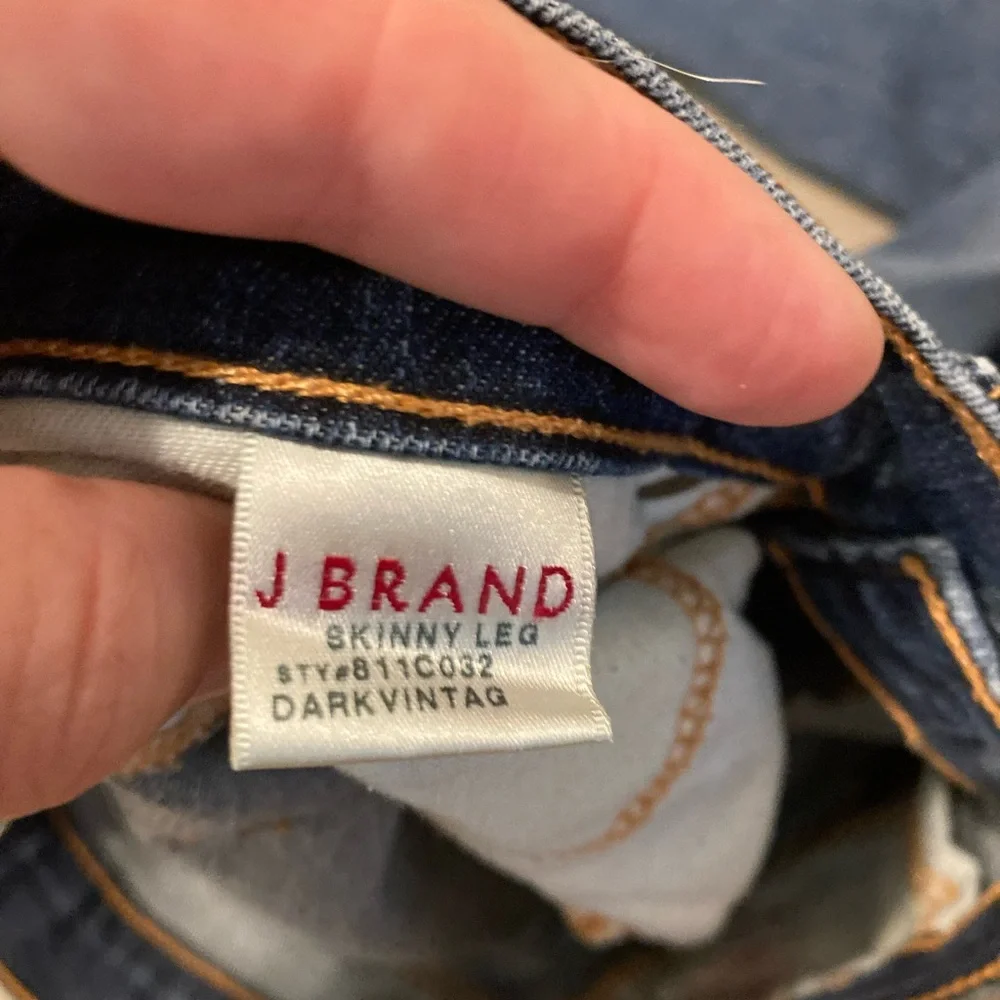 J BRAND
SKINNY LEG
STY#811C032
DARKVINTAG